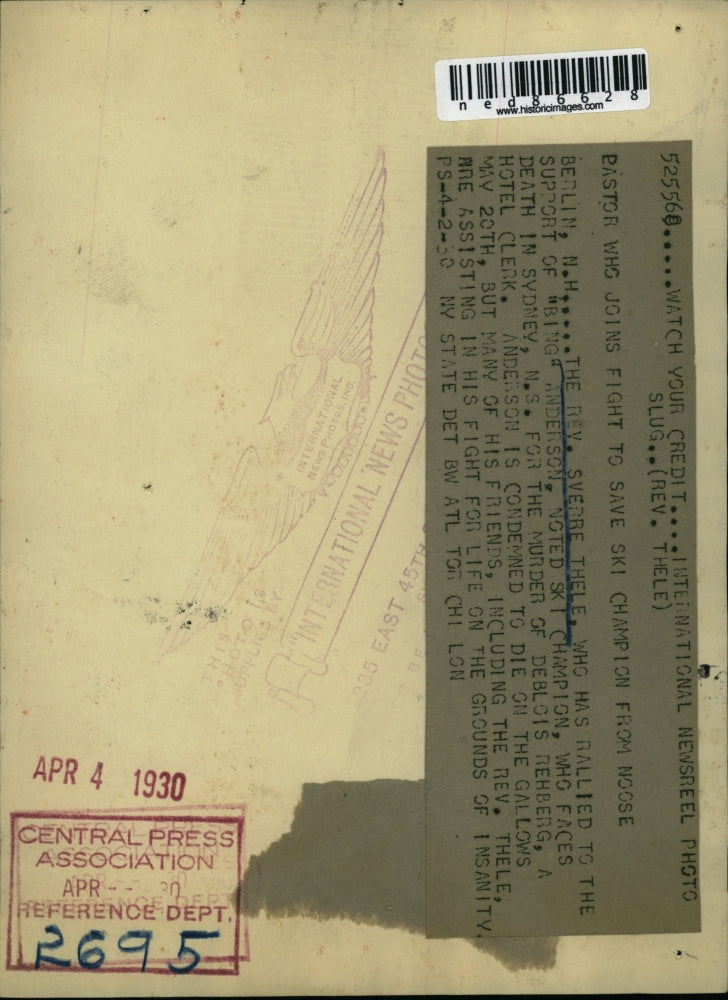 ned86628
www.historicimages.com
525560.....WATCH YOUR CREDIT....INTERNATIONAL NEWSREEL PHOTO
SLUG..(REV. THELE)
PASTOR WHO JOINS FIGHT TO SAVE SKI CHAMPION FROM NOOSE
BERLIN, N.H.....THE REV. SVERRE THELE, WHO HAS RALLIED TO THE
SUPPORT OF "BING" ANDERSON, NOTED SKI CHAMPION, WHO FACES
DEATH IN SYDNEY, N.S. FOR THE MURDER OF DEBLOIS REHBERG, A
HOTEL CLERK. ANDERSON IS CONDEMNED TO DIE ON THE GALLOWS
MAY 20TH, BUT MANY OF HIS FRIENDS, INCLUDING THE REV. THELE,
ARE ASSISTING IN HIS FIGHT FOR LIFE ON THE GROUNDS OF INSANITY.
PS-4-2-30 NY STATE DET BW ATL TOR CHI LON
INTERNATIONAL
NEWS PHOTOS, INC.
THIS
PHOTO IS
SUPPLIED BY
"INTERNATIONAL NEWS PHOTO
235 EAST 45TH
APR 4 1930
CENTRAL PRESS
ASSOCIATION
APR -- 30
REFERENCE DEPT.
2695